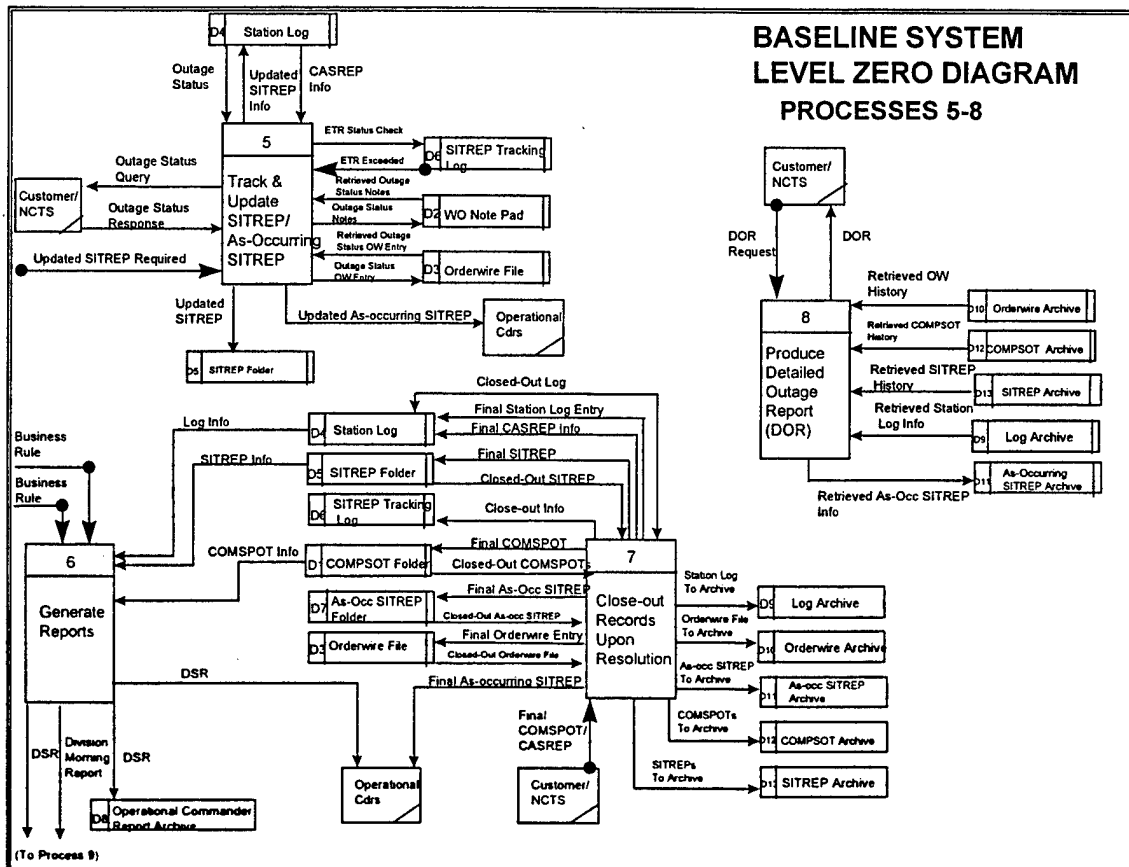 BASELINE SYSTEM
LEVEL ZERO DIAGRAM
PROCESSES 5-8
D4 Station Log
Outage
Status
Updated
SITREP
Info
CASREP
Info
5
Track &
Update
SITREP/
As-Occurring
SITREP
ETR Status Check
ETR Exceeded
D6 SITREP Tracking
Log
Retrieved Outage
Status Notes
Outage Status
Notes
D2 WO Note Pad
Retrieved Outage
Status OW Entry
Outage Status
OW Entry
D3 Orderwire File
Outage Status
Query
Customer/
NCTS
Outage Status
Response
Updated SITREP Required
Updated
SITREP
Updated As-occurring SITREP
Operational
Cdrs
D5 SITREP Folder
Customer/
NCTS
DOR
Request
DOR
8
Produce
Detailed
Outage
Report
(DOR)
Retrieved OW
History
D10 Orderwire Archive
Retrieved COMPSOT
History
D12 COMPSOT Archive
Retrieved SITREP
History
D13 SITREP Archive
Retrieved Station
Log Info
D9 Log Archive
D11 As-Occurring
SITREP Archive
Retrieved As-Occ SITREP
Info
Closed-Out Log
Final Station Log Entry
Final CASREP Info
Log Info
D4 Station Log
Business
Rule
Business
Rule
SITREP Info
D5 SITREP Folder
Final SITREP
Closed-Out SITREP
D6 SITREP Tracking
Log
Close-out Info
COMSPOT Info
D1 COMPSOT Folder
Final COMSPOT
Closed-Out COMSPOTs
D7 As-Occ SITREP
Folder
Final As-Occ SITREP
Closed-Out As-occ SITREP
D3 Orderwire File
Final Orderwire Entry
Closed-Out Orderwire File
6
Generate
Reports
7
Close-out
Records
Upon
Resolution
Station Log
To Archive
D9 Log Archive
Orderwire File
To Archive
D10 Orderwire Archive
As-occ SITREP
To Archive
D11 As-occ SITREP
Archive
COMSPOTs
To Archive
D12 COMPSOT Archive
SITREPs
To Archive
D13 SITREP Archive
DSR
Final As-occurring SITREP
Final
COMSPOT/
CASREP
DSR
Division
Morning
Report
DSR
Operational
Cdrs
Customer/
NCTS
D8 Operational Commander
Report Archive
(To Process 9)